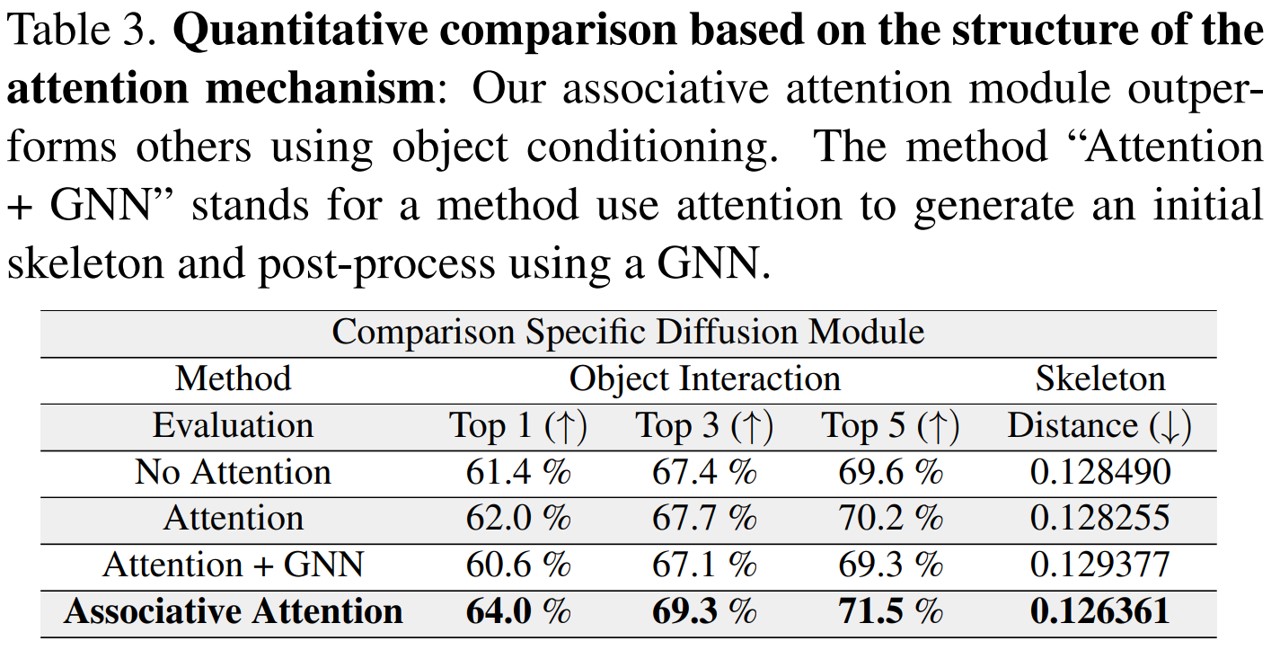 Table 3. Quantitative comparison based on the structure of the
attention mechanism: Our associative attention module outper-
forms others using object conditioning. The method “Attention
+ GNN” stands for a method use attention to generate an initial
skeleton and post-process using a GNN.
Comparison Specific Diffusion Module
Method Object Interaction Skeleton
Evaluation Top 1 (↑) Top 3 (↑) Top 5 (↑) Distance (↓)
No Attention 61.4 % 67.4 % 69.6 % 0.128490
Attention 62.0 % 67.7 % 70.2 % 0.128255
Attention + GNN 60.6 % 67.1 % 69.3 % 0.129377
Associative Attention 64.0 % 69.3 % 71.5 % 0.126361